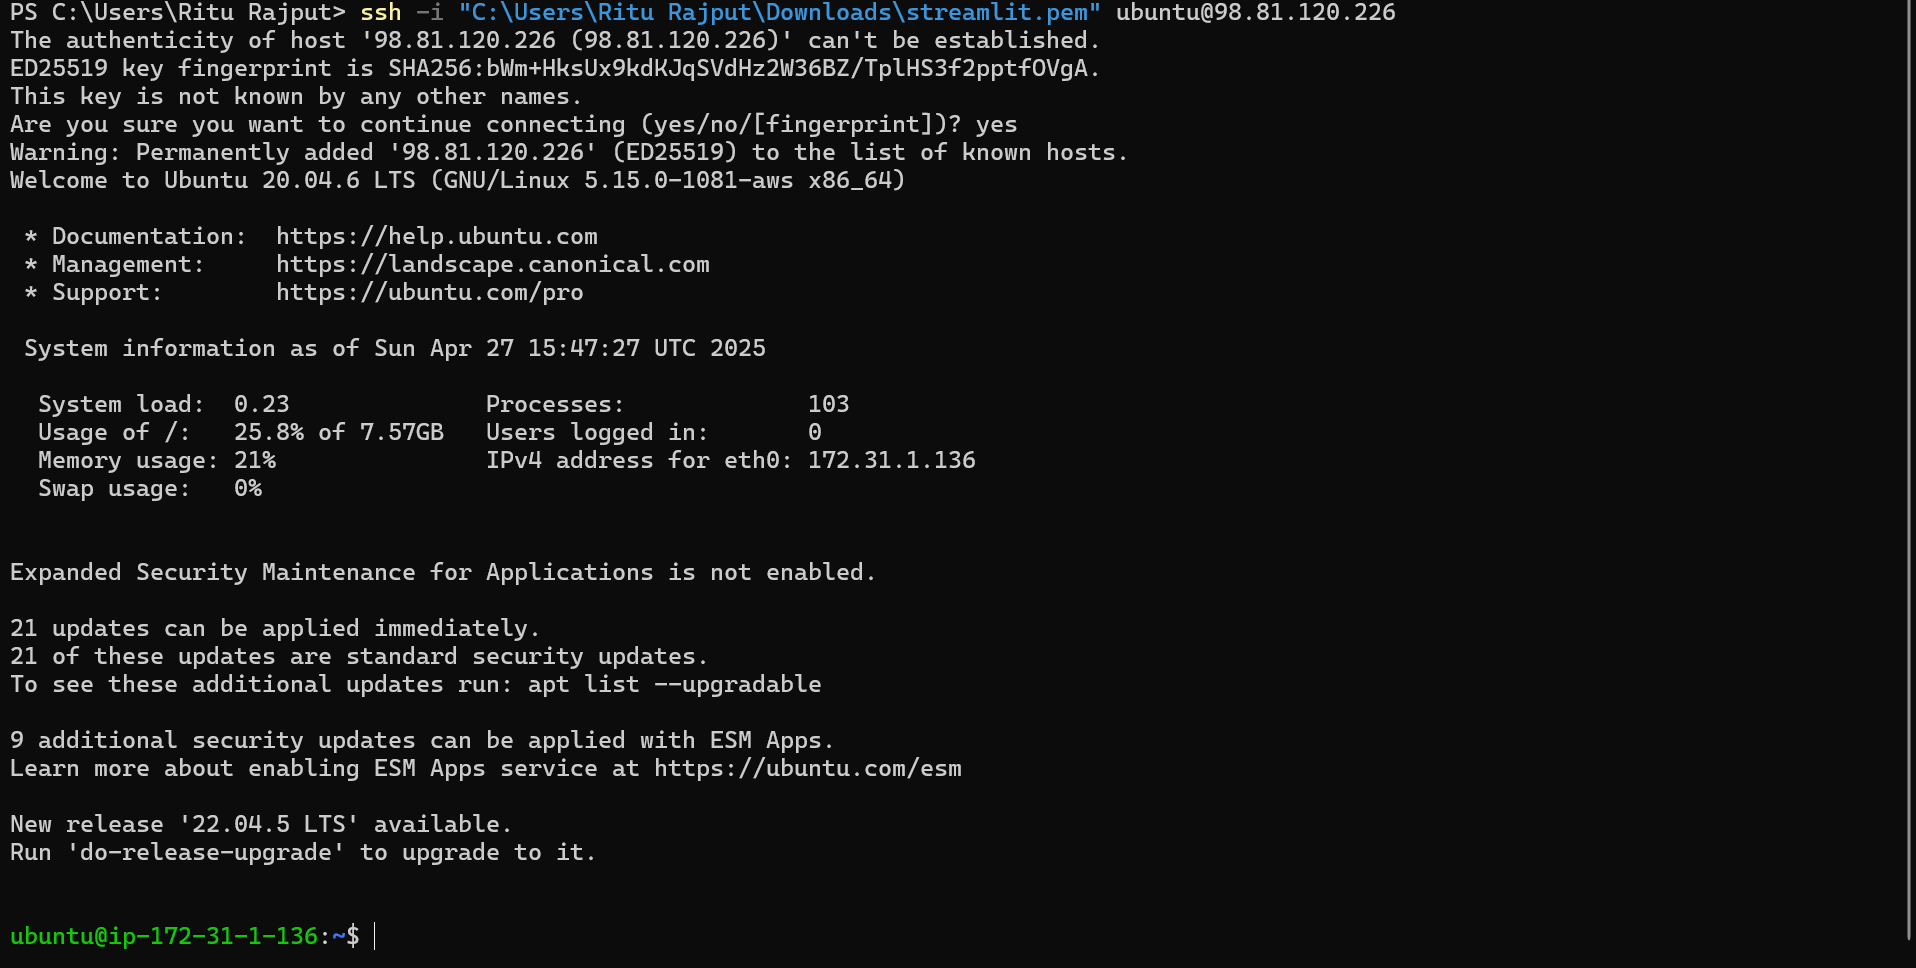 PS C:\Users\Ritu Rajput> ssh -i "C:\Users\Ritu Rajput\Downloads\streamlit.pem" ubuntu@98.81.120.226
The authenticity of host '98.81.120.226 (98.81.120.226)' can't be established.
ED25519 key fingerprint is SHA256:bWm+HksUx9kdKJqSVdHz2W36BZ/TplHS3f2pptfOVgA.
This key is not known by any other names.
Are you sure you want to continue connecting (yes/no/[fingerprint])? yes
Warning: Permanently added '98.81.120.226' (ED25519) to the list of known hosts.
Welcome to Ubuntu 20.04.6 LTS (GNU/Linux 5.15.0-1081-aws x86_64)
* Documentation:  https://help.ubuntu.com
* Management:     https://landscape.canonical.com
* Support:        https://ubuntu.com/pro
System information as of Sun Apr 27 15:47:27 UTC 2025
System load:  0.23              Processes:             103
Usage of /:   25.8% of 7.57GB   Users logged in:       0
Memory usage: 21%               IPv4 address for eth0: 172.31.1.136
Swap usage:   0%
Expanded Security Maintenance for Applications is not enabled.
21 updates can be applied immediately.
21 of these updates are standard security updates.
To see these additional updates run: apt list --upgradable
9 additional security updates can be applied with ESM Apps.
Learn more about enabling ESM Apps service at https://ubuntu.com/esm
New release '22.04.5 LTS' available.
Run 'do-release-upgrade' to upgrade to it.
ubuntu@ip-172-31-1-136:~$